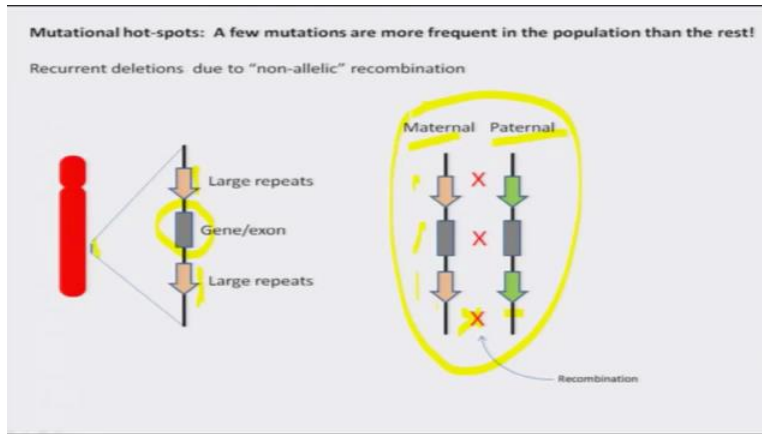 Mutational hot-spots: A few mutations are more frequent in the population than the rest!
Recurrent deletions due to "non-allelic" recombination
Large repeats
Gene/exon
Large repeats
Maternal Paternal
X
X
X
Recombination